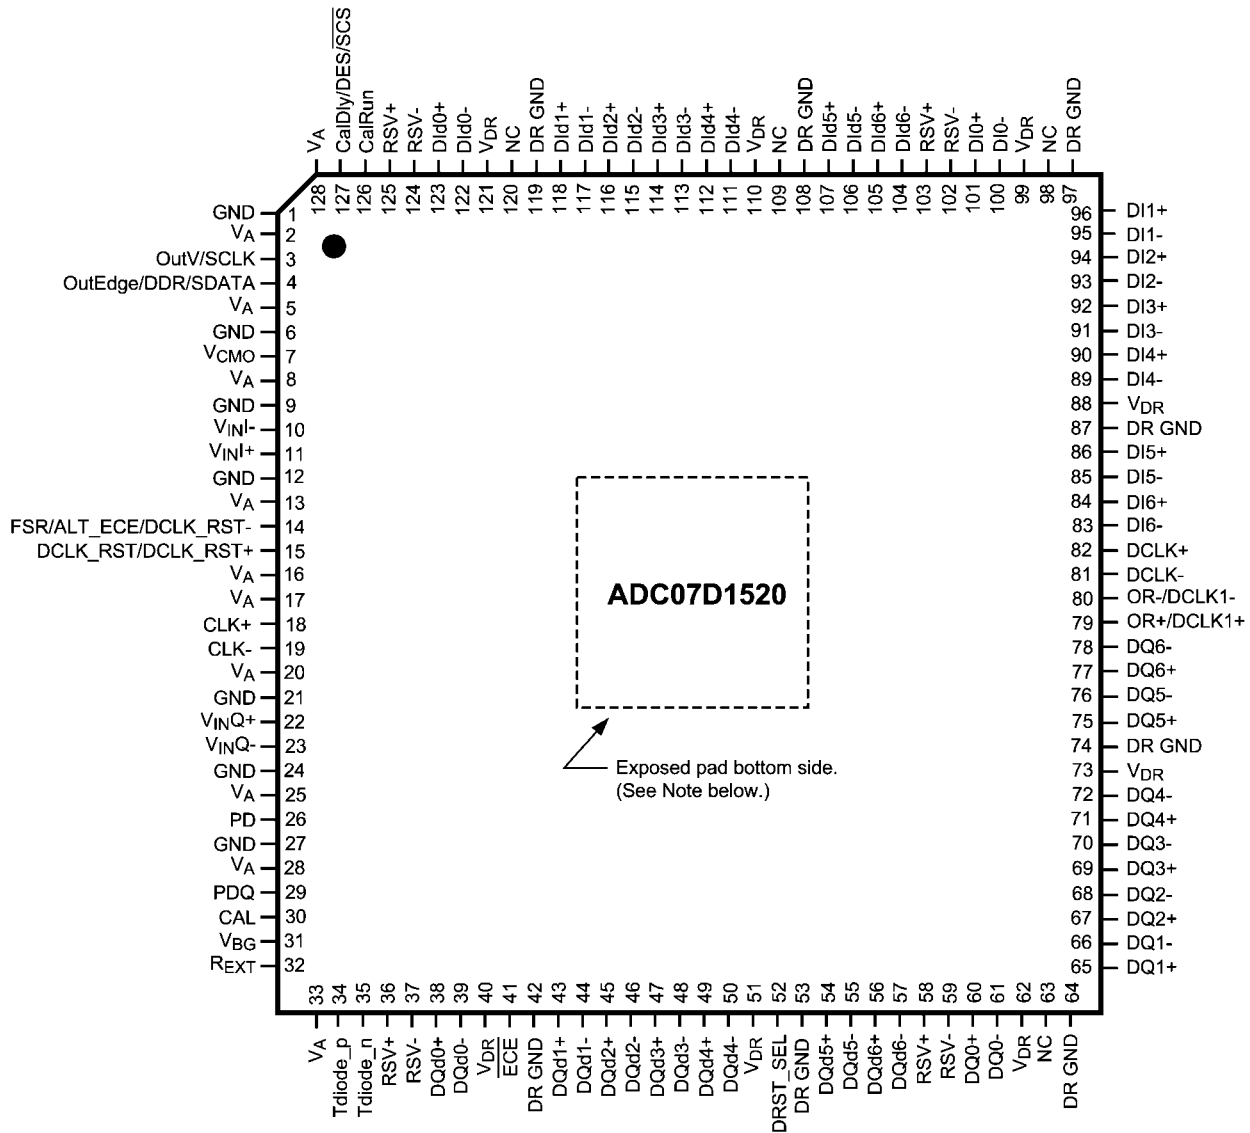 VA
CalDly/DES/SCS
CalRun
RSV+
RSV-
DId0+
DId0-
VDR
NC
DR GND
DId1+
DId1-
DId2+
DId2-
DId3+
DId3-
DId4+
DId4-
VDR
NC
DR GND
DId5+
DId5-
DId6+
DId6-
RSV+
RSV-
DI0+
DI0-
VDR
NC
DR GND
128
127
126
125
124
123
122
121
120
119
118
117
116
115
114
113
112
111
110
109
108
107
106
105
104
103
102
101
100
99
98
97
GND 1
VA 2
OutV/SCLK 3
OutEdge/DDR/SDATA 4
VA 5
GND 6
VCMO 7
VA 8
GND 9
VINI- 10
VINI+ 11
GND 12
VA 13
FSR/ALT_ECE/DCLK_RST- 14
DCLK_RST/DCLK_RST+ 15
VA 16
VA 17
CLK+ 18
CLK- 19
VA 20
GND 21
VINQ+ 22
VINQ- 23
GND 24
VA 25
PD 26
GND 27
VA 28
PDQ 29
CAL 30
VBG 31
REXT 32
ADC07D1520
Exposed pad bottom side.
(See Note below.)
96 DI1+
95 DI1-
94 DI2+
93 DI2-
92 DI3+
91 DI3-
90 DI4+
89 DI4-
88 VDR
87 DR GND
86 DI5+
85 DI5-
84 DI6+
83 DI6-
82 DCLK+
81 DCLK-
80 OR-/DCLK1-
79 OR+/DCLK1+
78 DQ6-
77 DQ6+
76 DQ5-
75 DQ5+
74 DR GND
73 VDR
72 DQ4-
71 DQ4+
70 DQ3-
69 DQ3+
68 DQ2-
67 DQ2+
66 DQ1-
65 DQ1+
33
34
35
36
37
38
39
40
41
42
43
44
45
46
47
48
49
50
51
52
53
54
55
56
57
58
59
60
61
62
63
64
VA
Tdiode_p
Tdiode_n
RSV+
RSV-
DQd0+
DQd0-
VDR
ECE
DR GND
DQd1+
DQd1-
DQd2+
DQd2-
DQd3+
DQd3-
DQd4+
DQd4-
VDR
DRST_SEL
DR GND
DQd5+
DQd5-
DQd6+
DQd6-
RSV+
RSV-
DQ0+
DQ0-
VDR
NC
DR GND